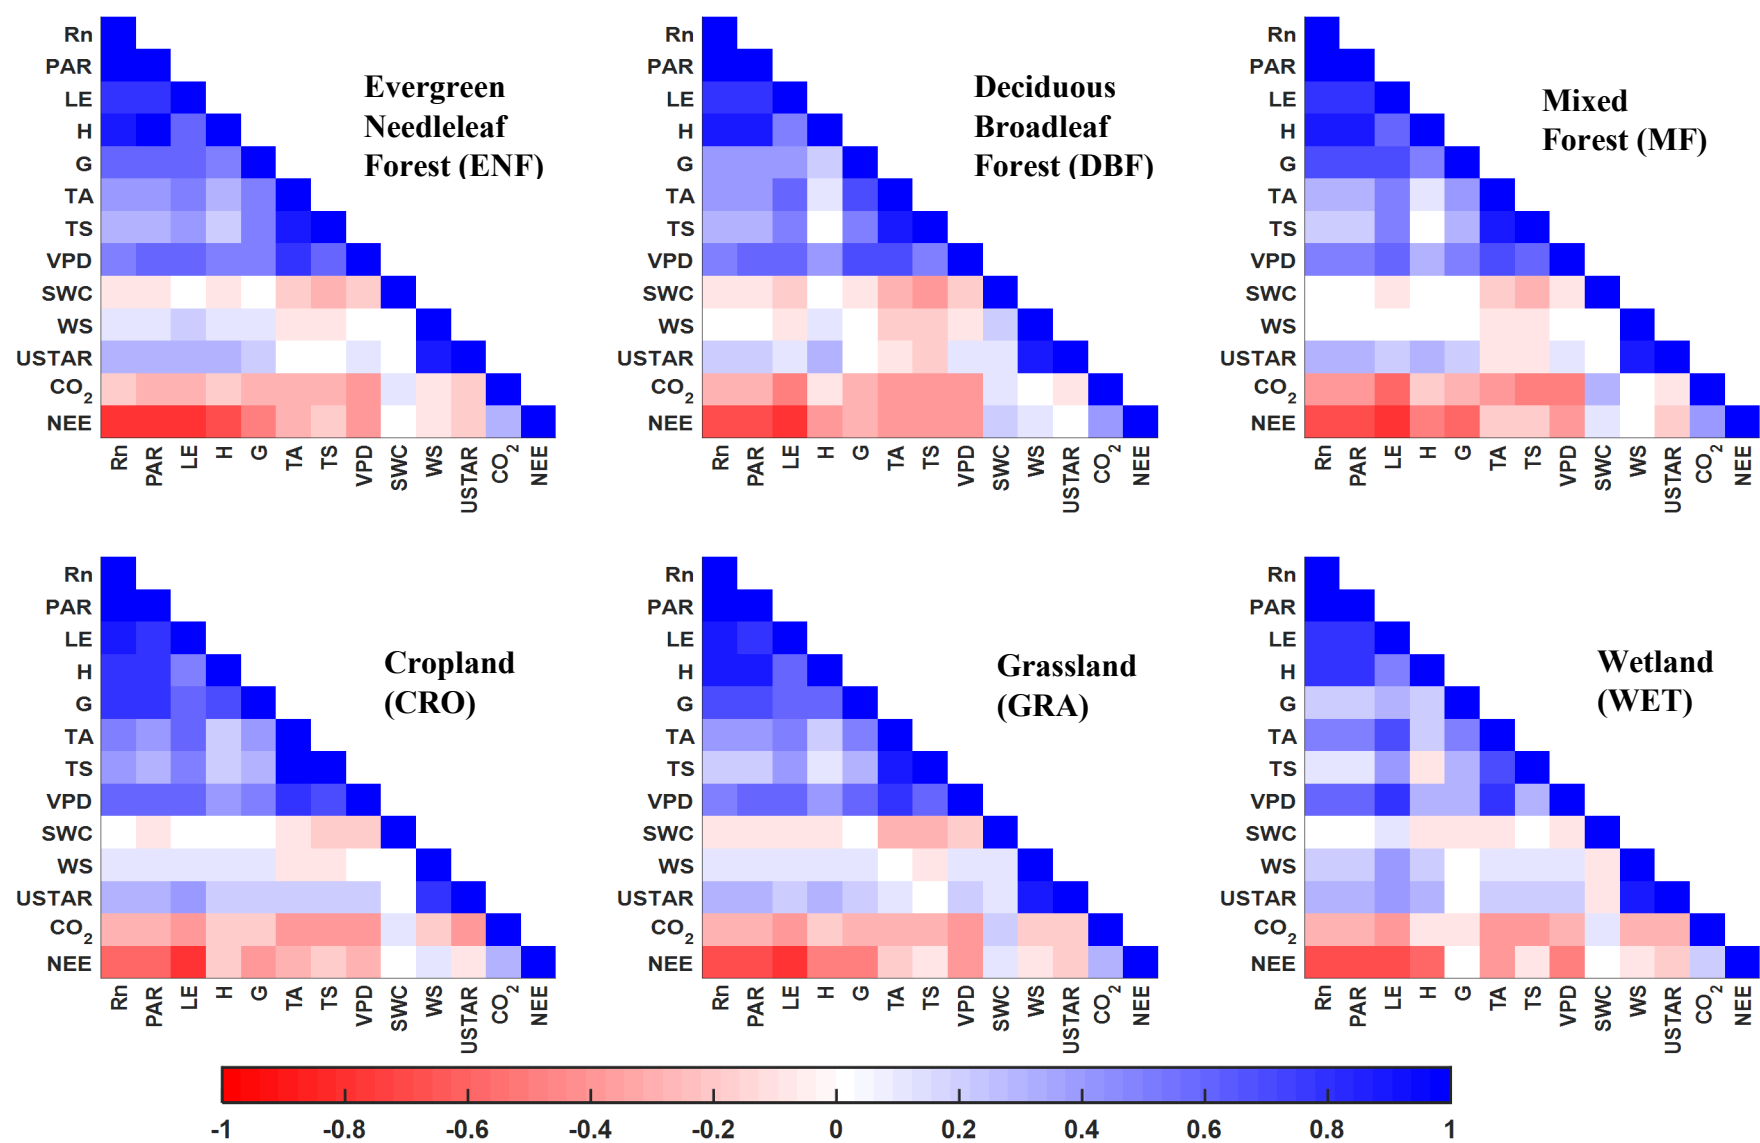 Rn
PAR
LE
H
G
TA
TS
VPD
SWC
WS
USTAR
CO2
NEE
Rn PAR LE H G TA TS VPD SWC WS USTAR CO2 NEE
Evergreen
Needleleaf
Forest (ENF)
Rn
PAR
LE
H
G
TA
TS
VPD
SWC
WS
USTAR
CO2
NEE
Rn PAR LE H G TA TS VPD SWC WS USTAR CO2 NEE
Deciduous
Broadleaf
Forest (DBF)
Rn
PAR
LE
H
G
TA
TS
VPD
SWC
WS
USTAR
CO2
NEE
Rn PAR LE H G TA TS VPD SWC WS USTAR CO2 NEE
Mixed
Forest (MF)
Rn
PAR
LE
H
G
TA
TS
VPD
SWC
WS
USTAR
CO2
NEE
Rn PAR LE H G TA TS VPD SWC WS USTAR CO2 NEE
Cropland
(CRO)
Rn
PAR
LE
H
G
TA
TS
VPD
SWC
WS
USTAR
CO2
NEE
Rn PAR LE H G TA TS VPD SWC WS USTAR CO2 NEE
Grassland
(GRA)
Rn
PAR
LE
H
G
TA
TS
VPD
SWC
WS
USTAR
CO2
NEE
Rn PAR LE H G TA TS VPD SWC WS USTAR CO2 NEE
Wetland
(WET)
-1 -0.8 -0.6 -0.4 -0.2 0 0.2 0.4 0.6 0.8 1